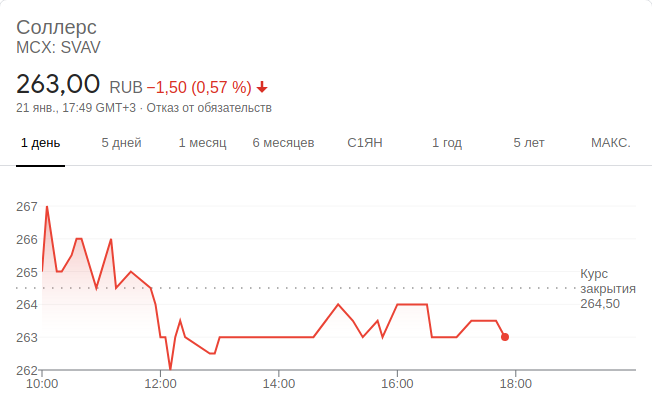 Соллерс
MCX: SVAV
263,00 RUB −1,50 (0,57 %)
21 янв., 17:49 GMT+3 · Отказ от обязательств
1 день 5 дней 1 месяц 6 месяцев С1ЯН 1 год 5 лет МАКС.
267
266
265
264
263
262
Курс
закрытия
264,50
10:00 12:00 14:00 16:00 18:00